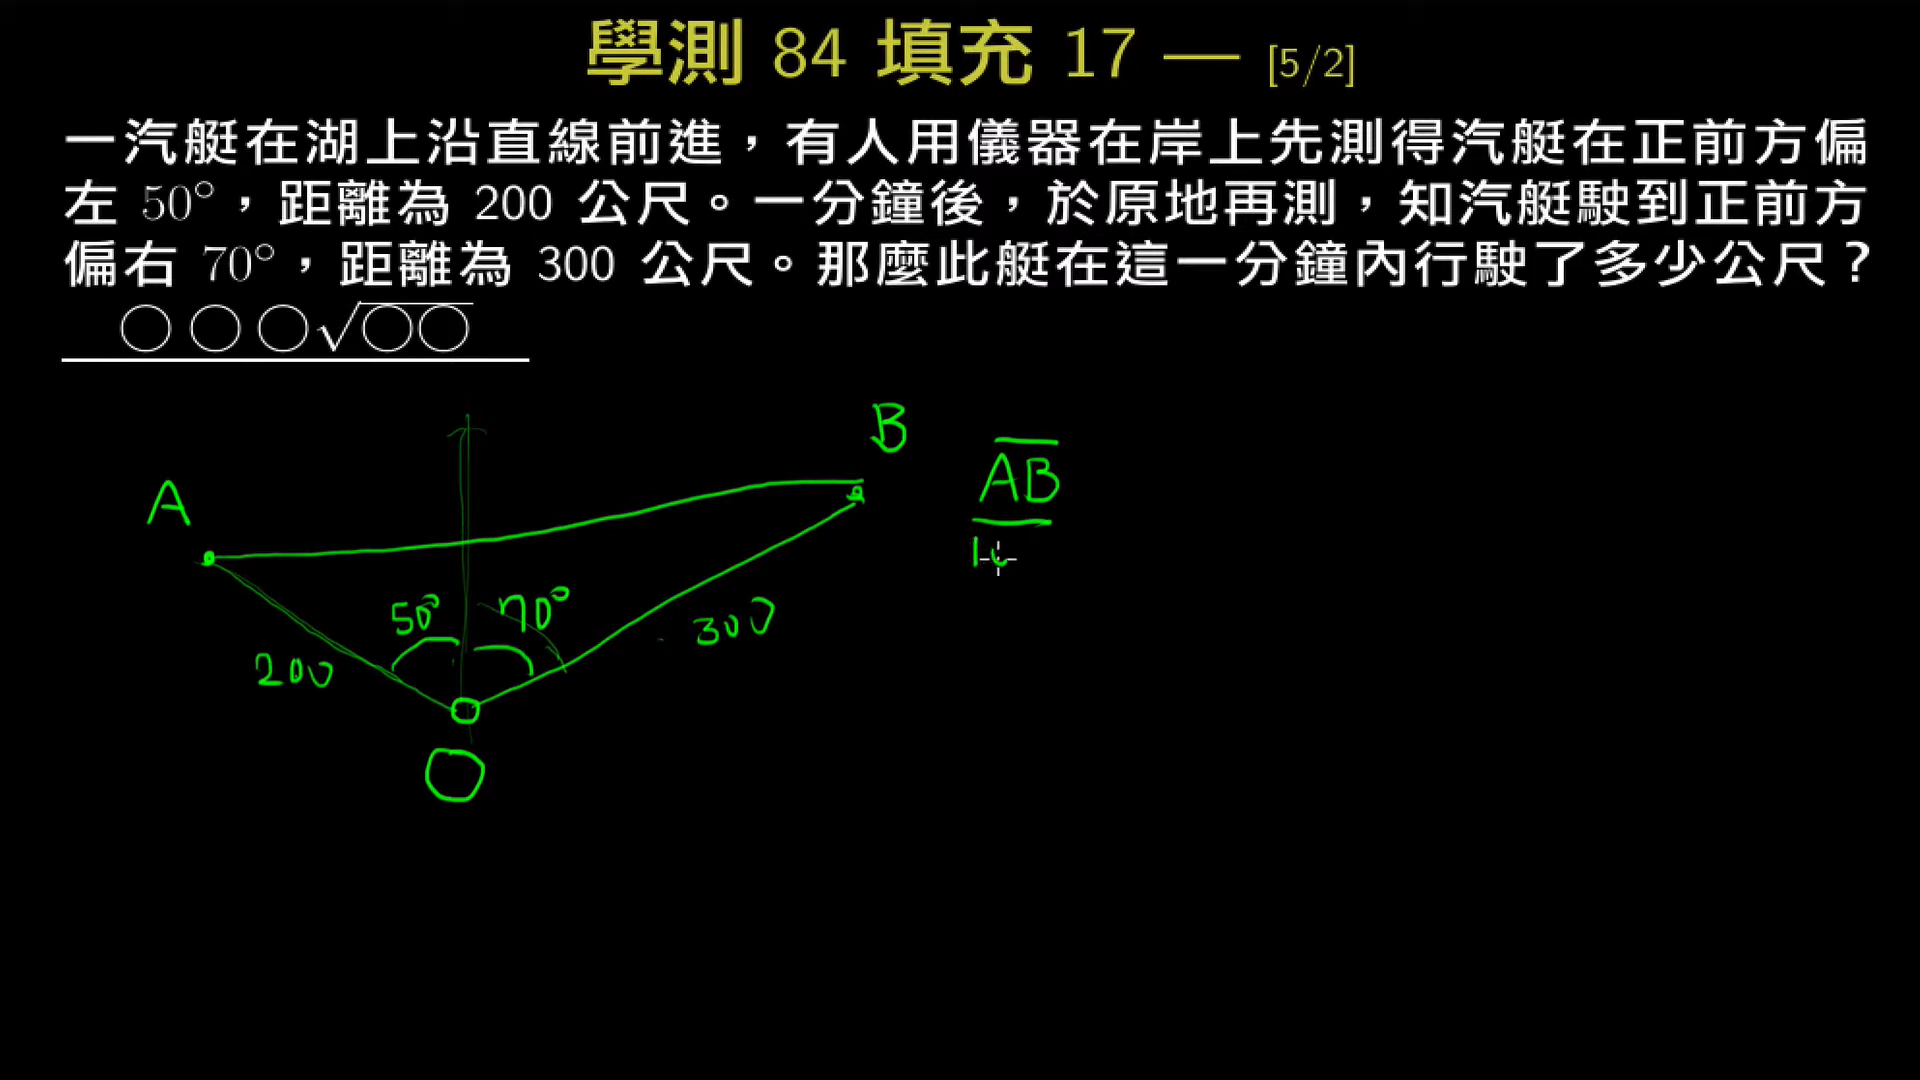 學測 84 填充 17 — [5/2]
一汽艇在湖上沿直線前進，有人用儀器在岸上先測得汽艇在正前方偏
左 50°，距離為 200 公尺。一分鐘後，於原地再測，知汽艇駛到正前方
偏右 70°，距離為 300 公尺。那麼此艇在這一分鐘內行駛了多少公尺？
○○○√○○
B
A
AB
50°
70°
300
200
O